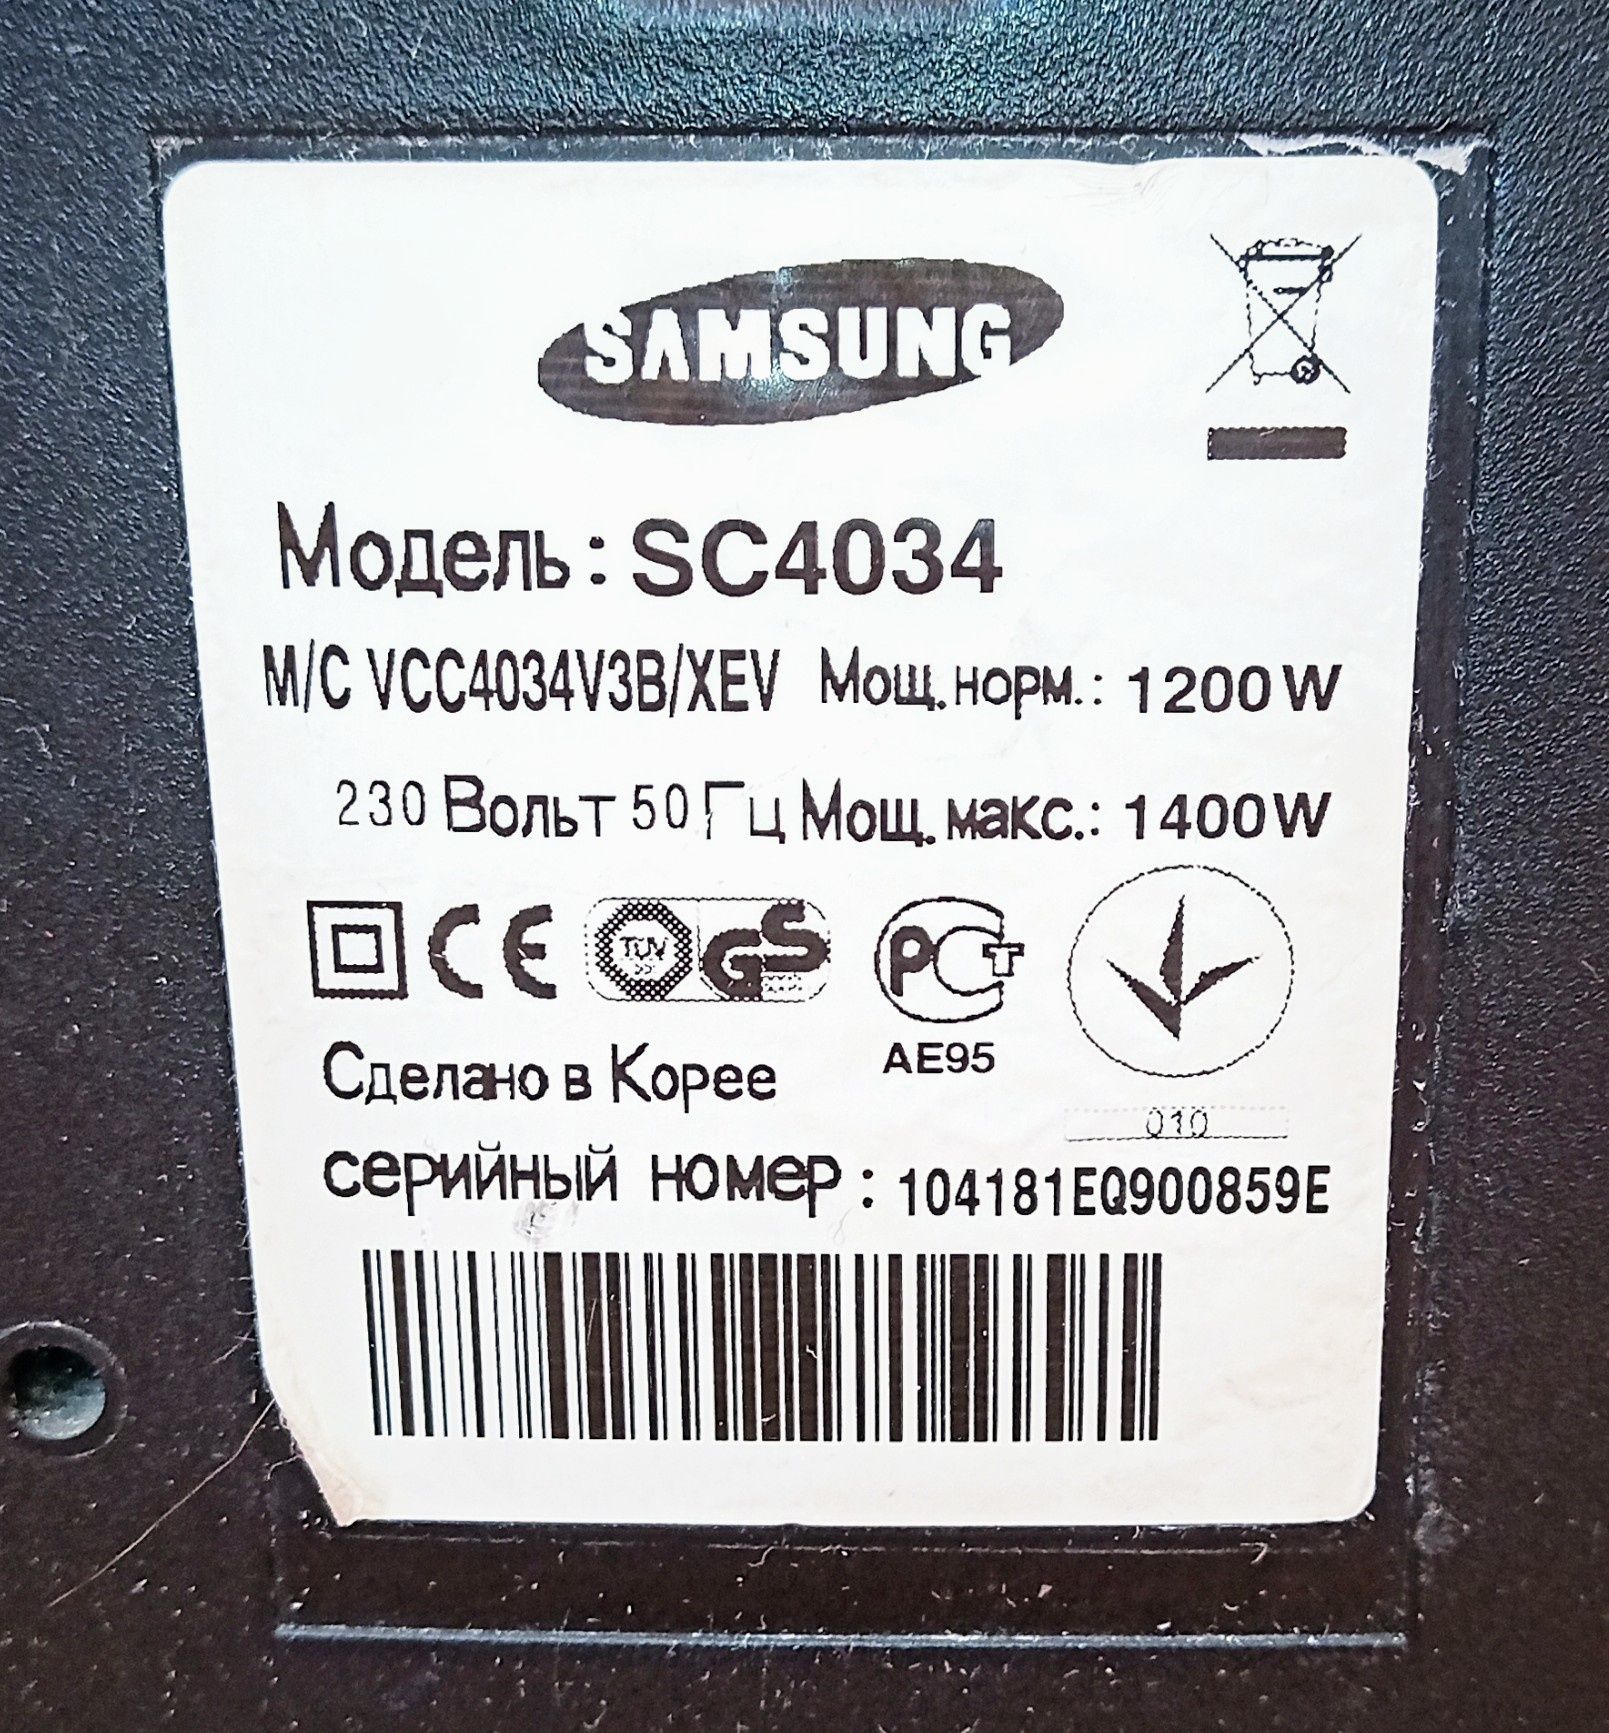 SAMSUNG
Модель : SC4034
M/C VCC4034V3B/XEV Мощ.норм.: 1200W
230 Вольт 50 Гц Мощ.макс.: 1400W
CE TÜV GS PCT
AE95
Сделано в Корее
010
серийный номер : 104181EQ900859E